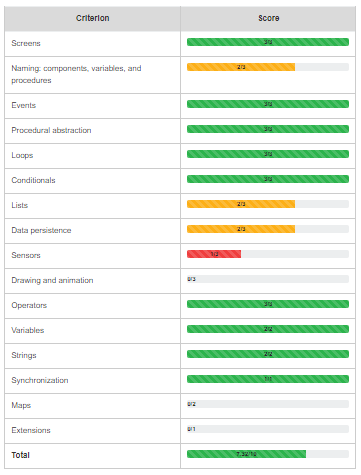 Criterion Score
Screens 3/3
Naming: components, variables, and 2/3
procedures
Events 3/3
Procedural abstraction 3/3
Loops 3/3
Conditionals 3/3
Lists 2/3
Data persistence 2/3
Sensors 1/3
Drawing and animation 0/3
Operators 3/3
Variables 2/2
Strings 2/2
Synchronization 1/1
Maps 0/2
Extensions 0/1
Total 7.32/10